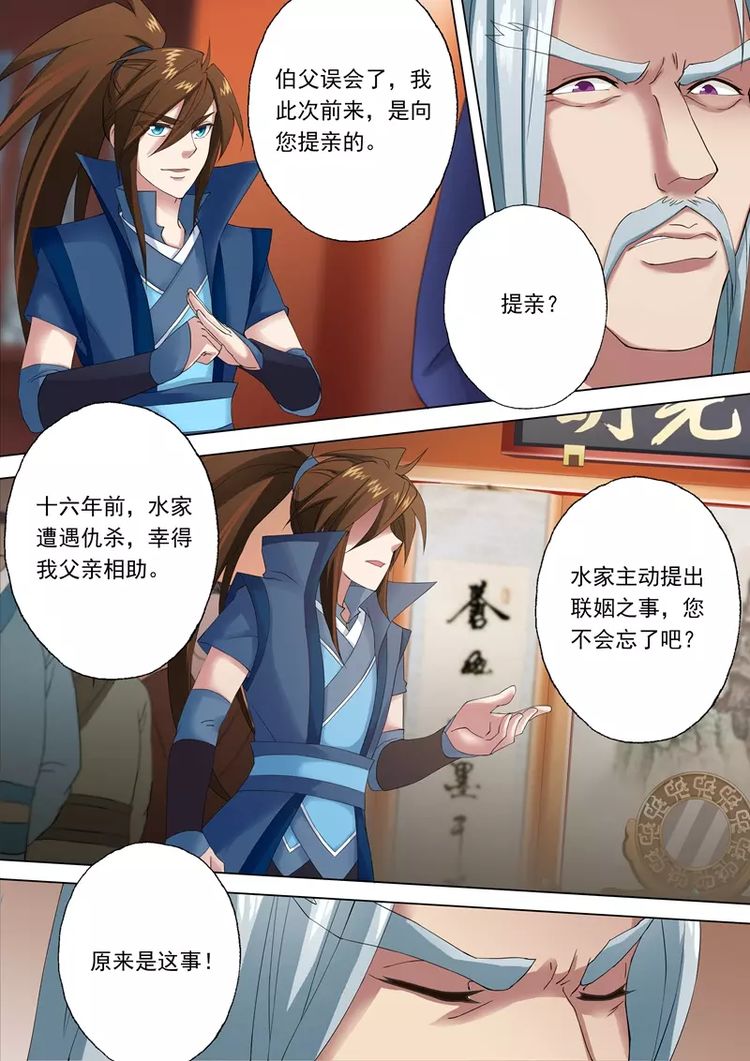 伯父误会了，我
此次前来，是向
您提亲的。
提亲？
十六年前，水家
遭遇仇杀，幸得
我父亲相助。
水家主动提出
联姻之事，您
不会忘了吧？
原来是这事！